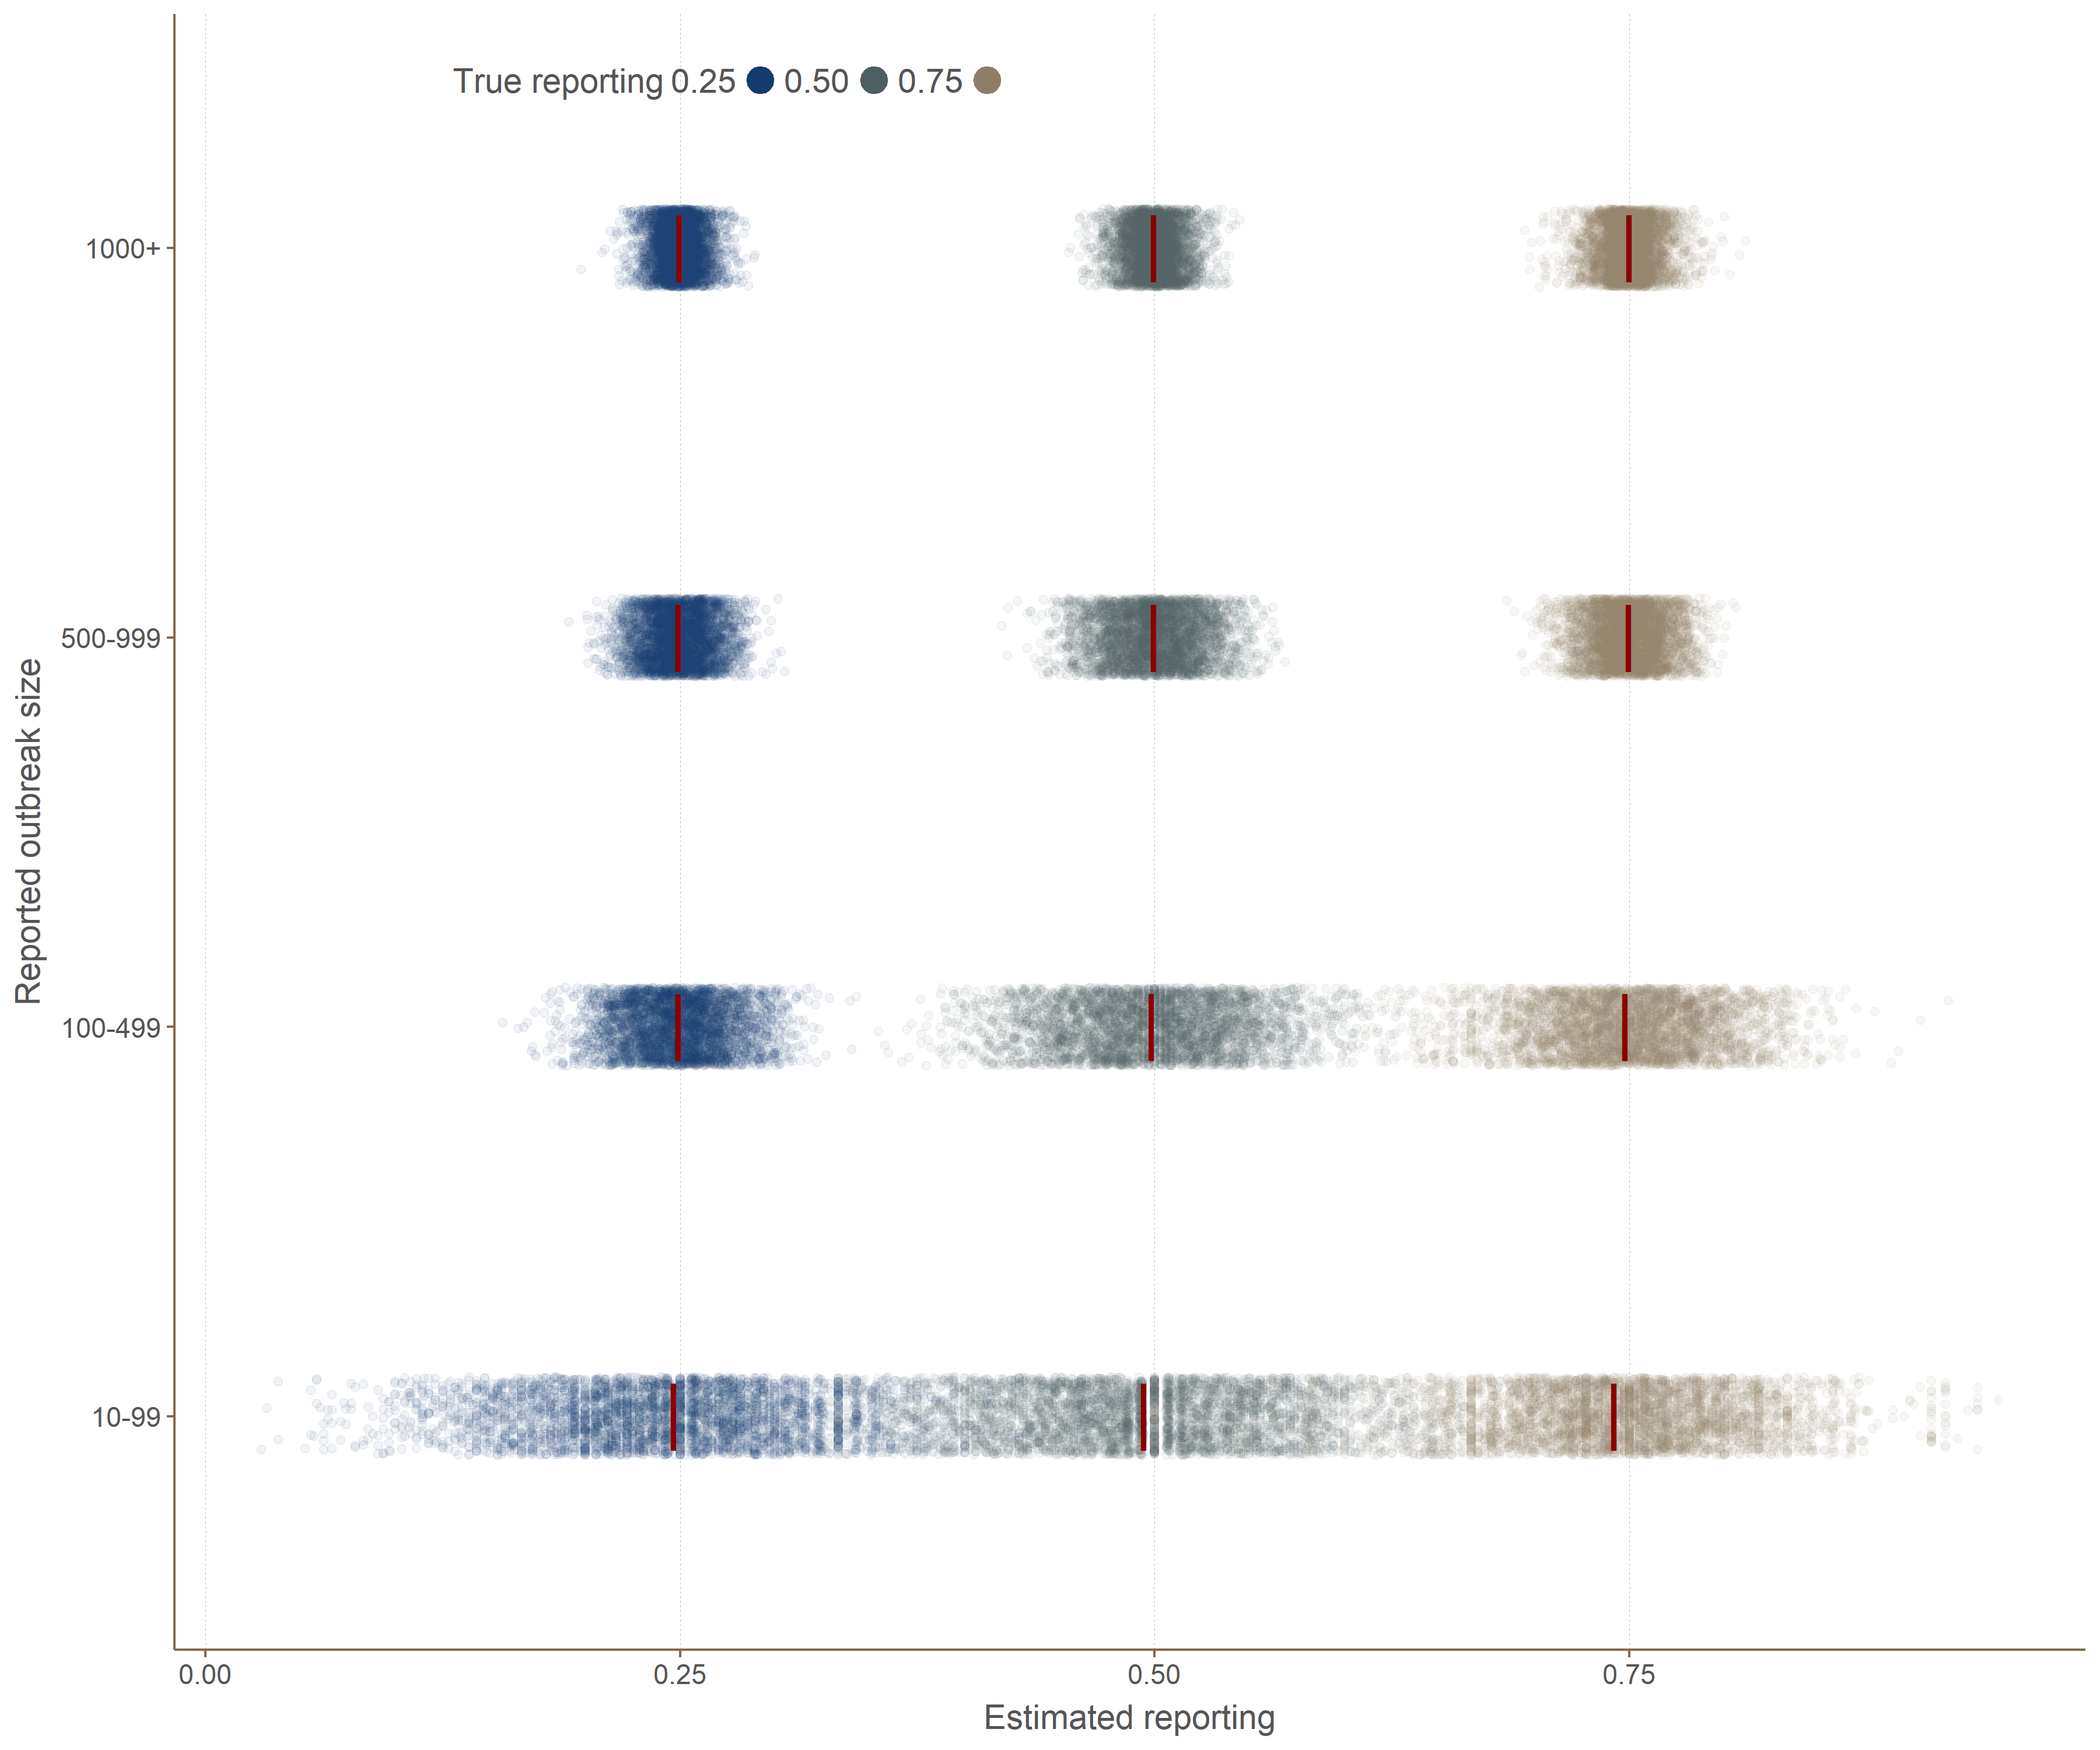 True reporting 0.25 0.50 0.75
1000+
500-999
100-499
10-99
Reported outbreak size
0.00 0.25 0.50 0.75
Estimated reporting